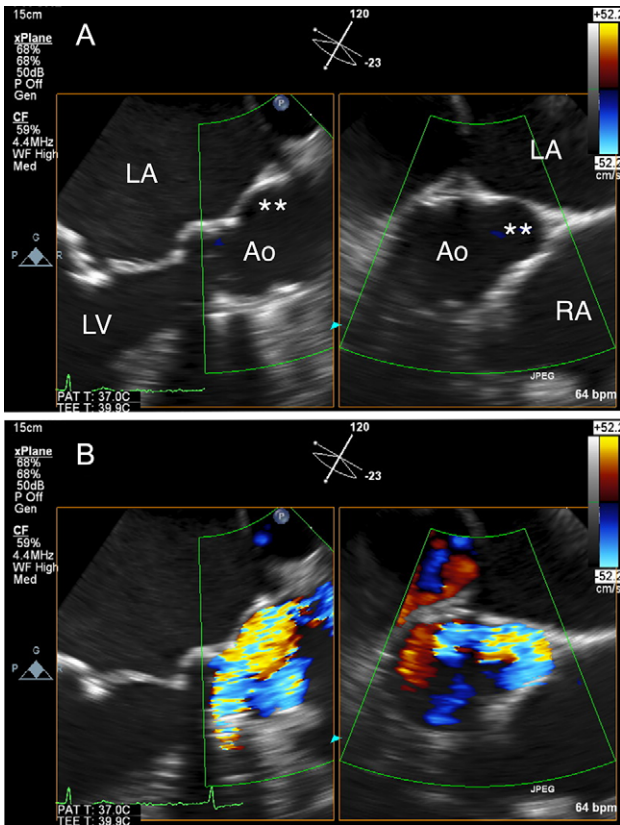 15cm
A
120
-23
+52.2
xPlane
68%
68%
50dB
P Off
Gen
CF
59%
4.4MHz
WF High
Med
P
LA
LA
-52.2
cm/s
**
**
Ao
Ao
G
P R
LV
RA
JPEG
PAT T: 37.0C
TEE T: 39.9C
64 bpm
15cm
B
120
-23
+52.2
xPlane
68%
68%
50dB
P Off
Gen
CF
59%
4.4MHz
WF High
Med
P
-52.2
cm/s
G
P R
JPEG
PAT T: 37.0C
TEE T: 39.9C
64 bpm